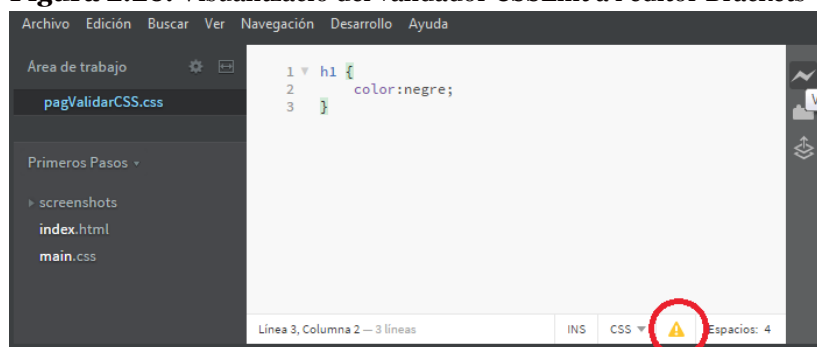 Archivo Edición Buscar Ver Navegación Desarrollo Ayuda
Área de trabajo
pagValidarCSS.css
Primeros Pasos
screenshots
index.html
main.css
1 h1 {
2 color:negre;
3 }
Línea 3, Columna 2 — 3 líneas INS CSS Espacios: 4